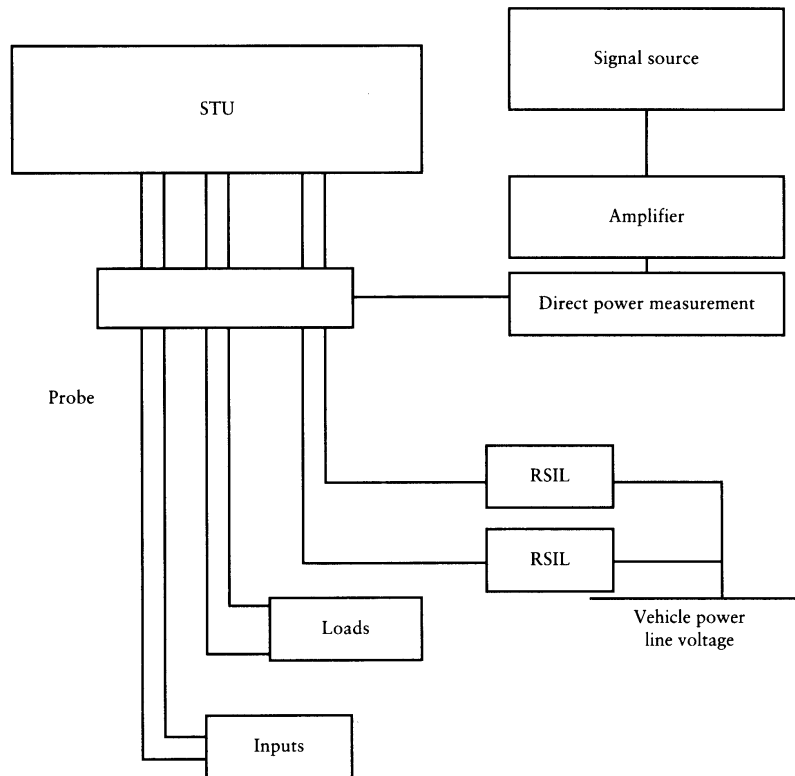 Signal source
STU
Amplifier
Direct power measurement
Probe
RSIL
RSIL
Loads
Vehicle power
line voltage
Inputs